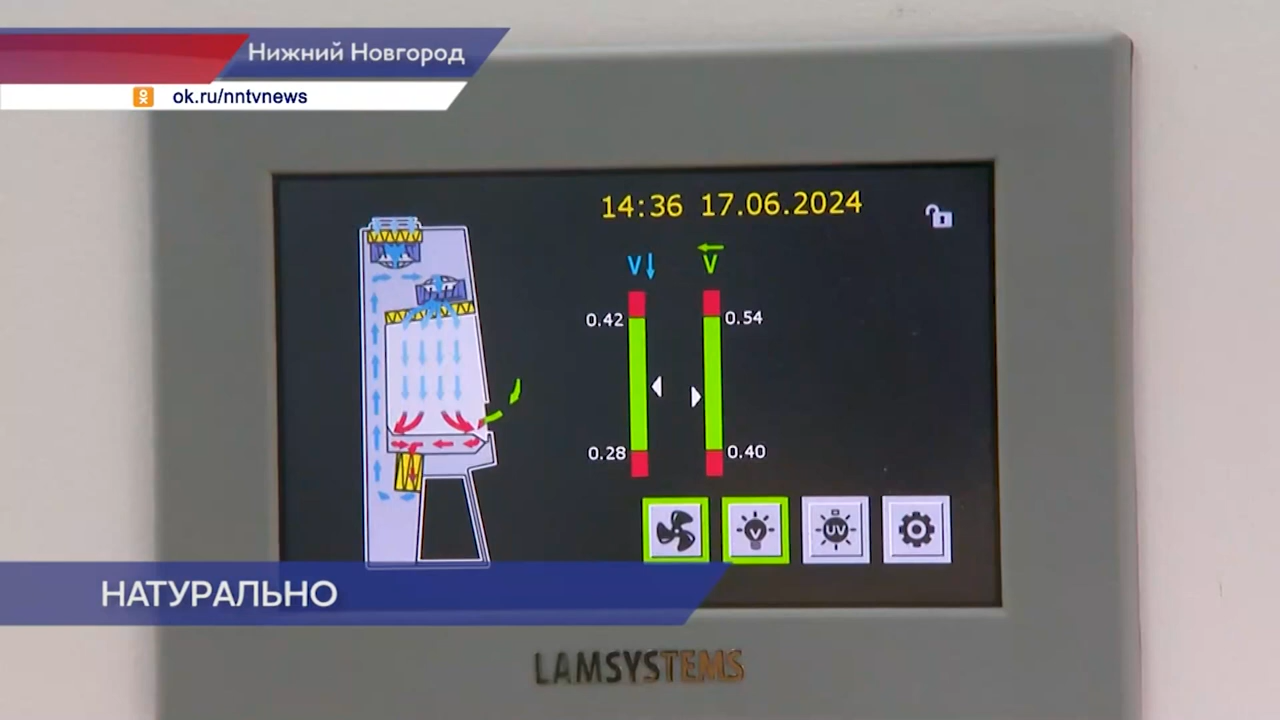 Нижний Новгород
ok.ru/nntvnews
14:36 17.06.2024
V V
0.42 0.54
0.28 0.40
V UV
НАТУРАЛЬНО
LAMSYSTEMS